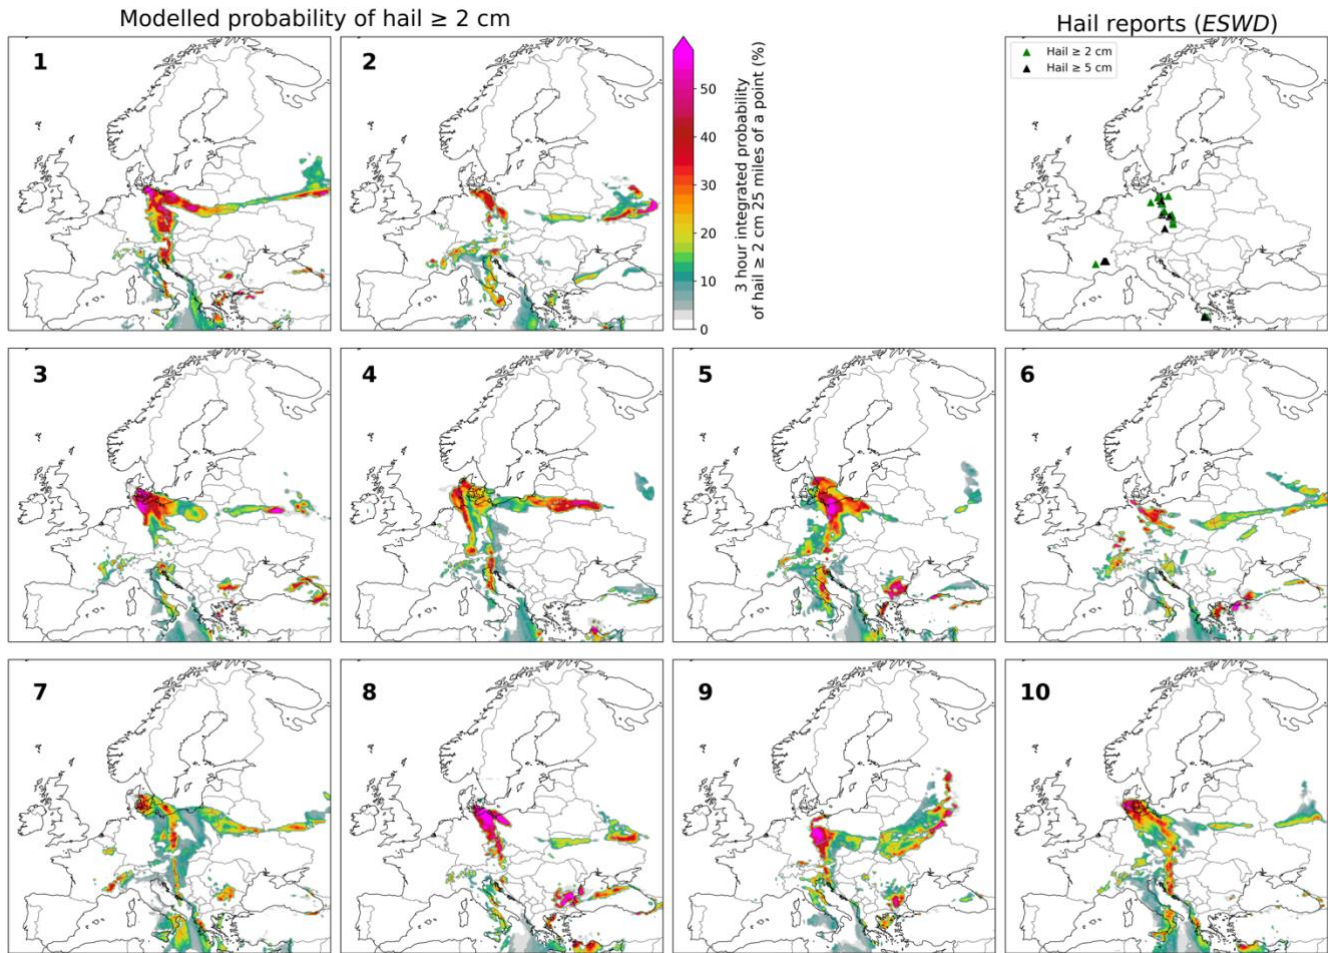 Modelled probability of hail ≥ 2 cm
Hail reports (ESWD)
1
2
50
40
30
20
10
0
3 hour integrated probability
of hail ≥ 2 cm 25 miles of a point (%)
Hail ≥ 2 cm
Hail ≥ 5 cm
3
4
5
6
7
8
9
10